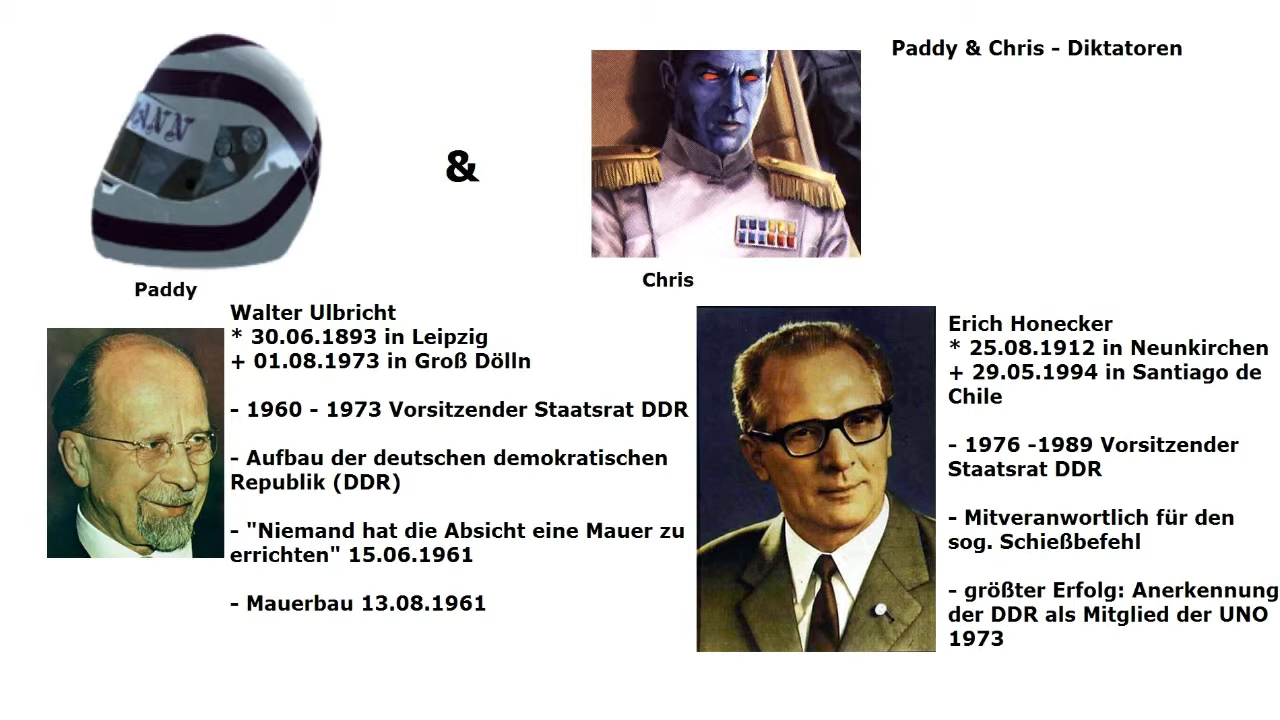 Paddy & Chris - Diktatoren
&
Paddy
Chris
Walter Ulbricht
* 30.06.1893 in Leipzig
+ 01.08.1973 in Groß Dölln
- 1960 - 1973 Vorsitzender Staatsrat DDR
- Aufbau der deutschen demokratischen
Republik (DDR)
- "Niemand hat die Absicht eine Mauer zu
errichten" 15.06.1961
- Mauerbau 13.08.1961
Erich Honecker
* 25.08.1912 in Neunkirchen
+ 29.05.1994 in Santiago de
Chile
- 1976 -1989 Vorsitzender
Staatsrat DDR
- Mitveranwortlich für den
sog. Schießbefehl
- größter Erfolg: Anerkennung
der DDR als Mitglied der UNO
1973